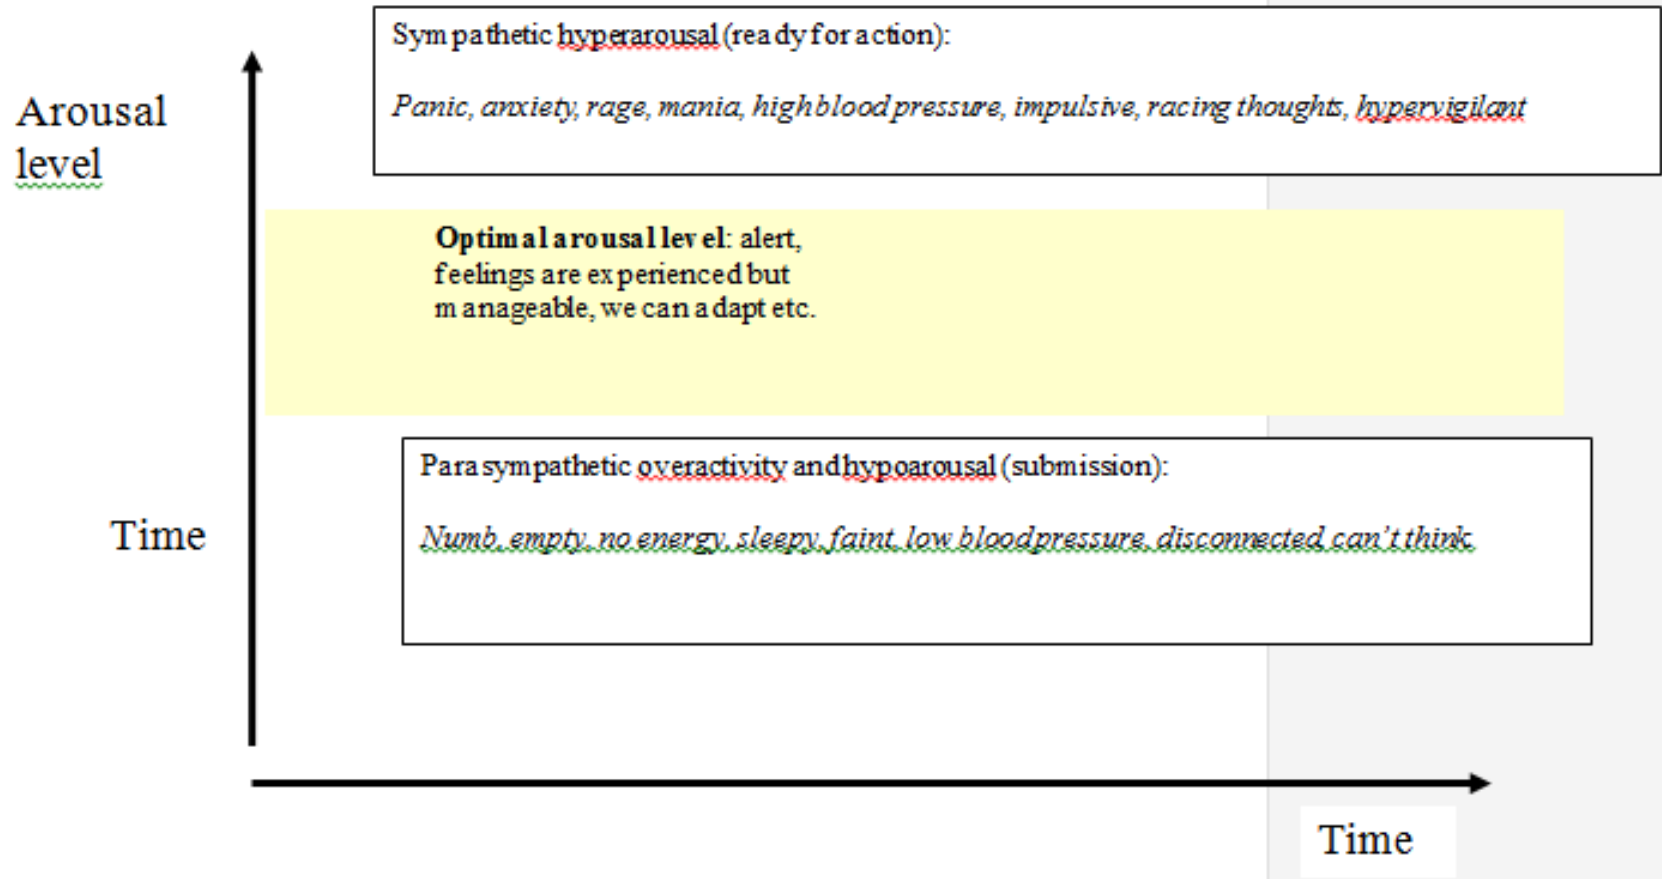 Sympathetic hyperarousal (ready for action):
Panic, anxiety, rage, mania, high blood pressure, impulsive, racing thoughts, hypervigilant
Arousal
level
Optimal arousal level: alert,
feelings are experienced but
manageable, we can adapt etc.
Parasympathetic overactivity and hypoarousal (submission):
Time
Numb, empty, no energy, sleepy, faint, low blood pressure, disconnected, can't think.
Time